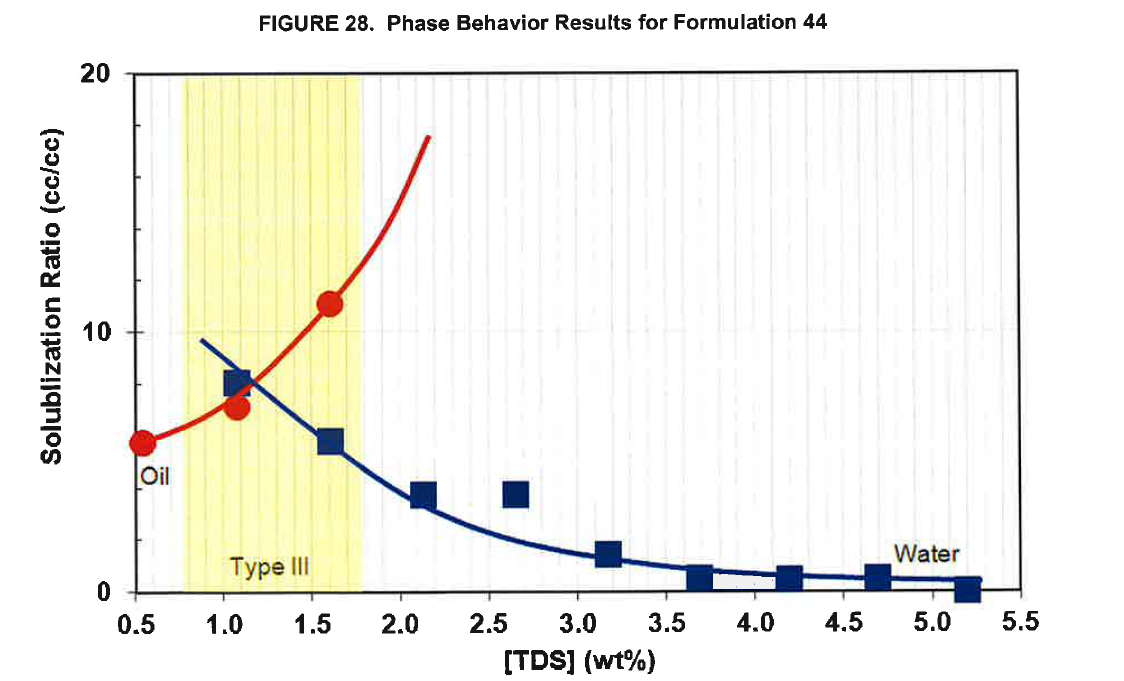 FIGURE 28. Phase Behavior Results for Formulation 44
Solublization Ratio (cc/cc)
20
10
0
Oil
Type III
Water
0.5 1.0 1.5 2.0 2.5 3.0 3.5 4.0 4.5 5.0 5.5
[TDS] (wt%)